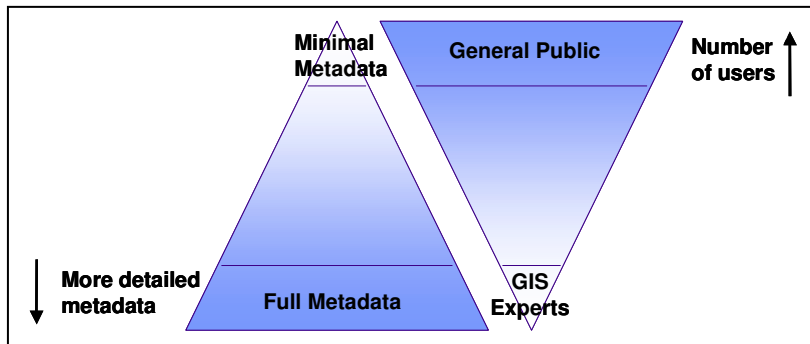 Minimal
Metadata
General Public
Number
of users
More detailed
metadata
Full Metadata
GIS
Experts